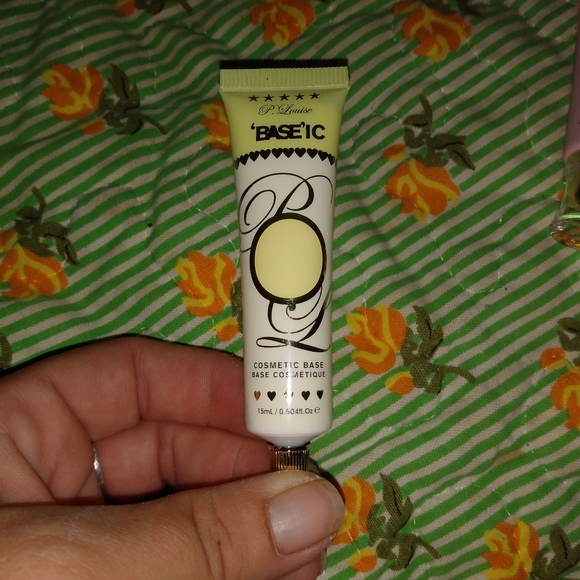 P. Louise
'BASE'IC
PL
COSMETIC BASE
BASE COSMÉTIQUE
15mL / 0.504fl.Oz ℮